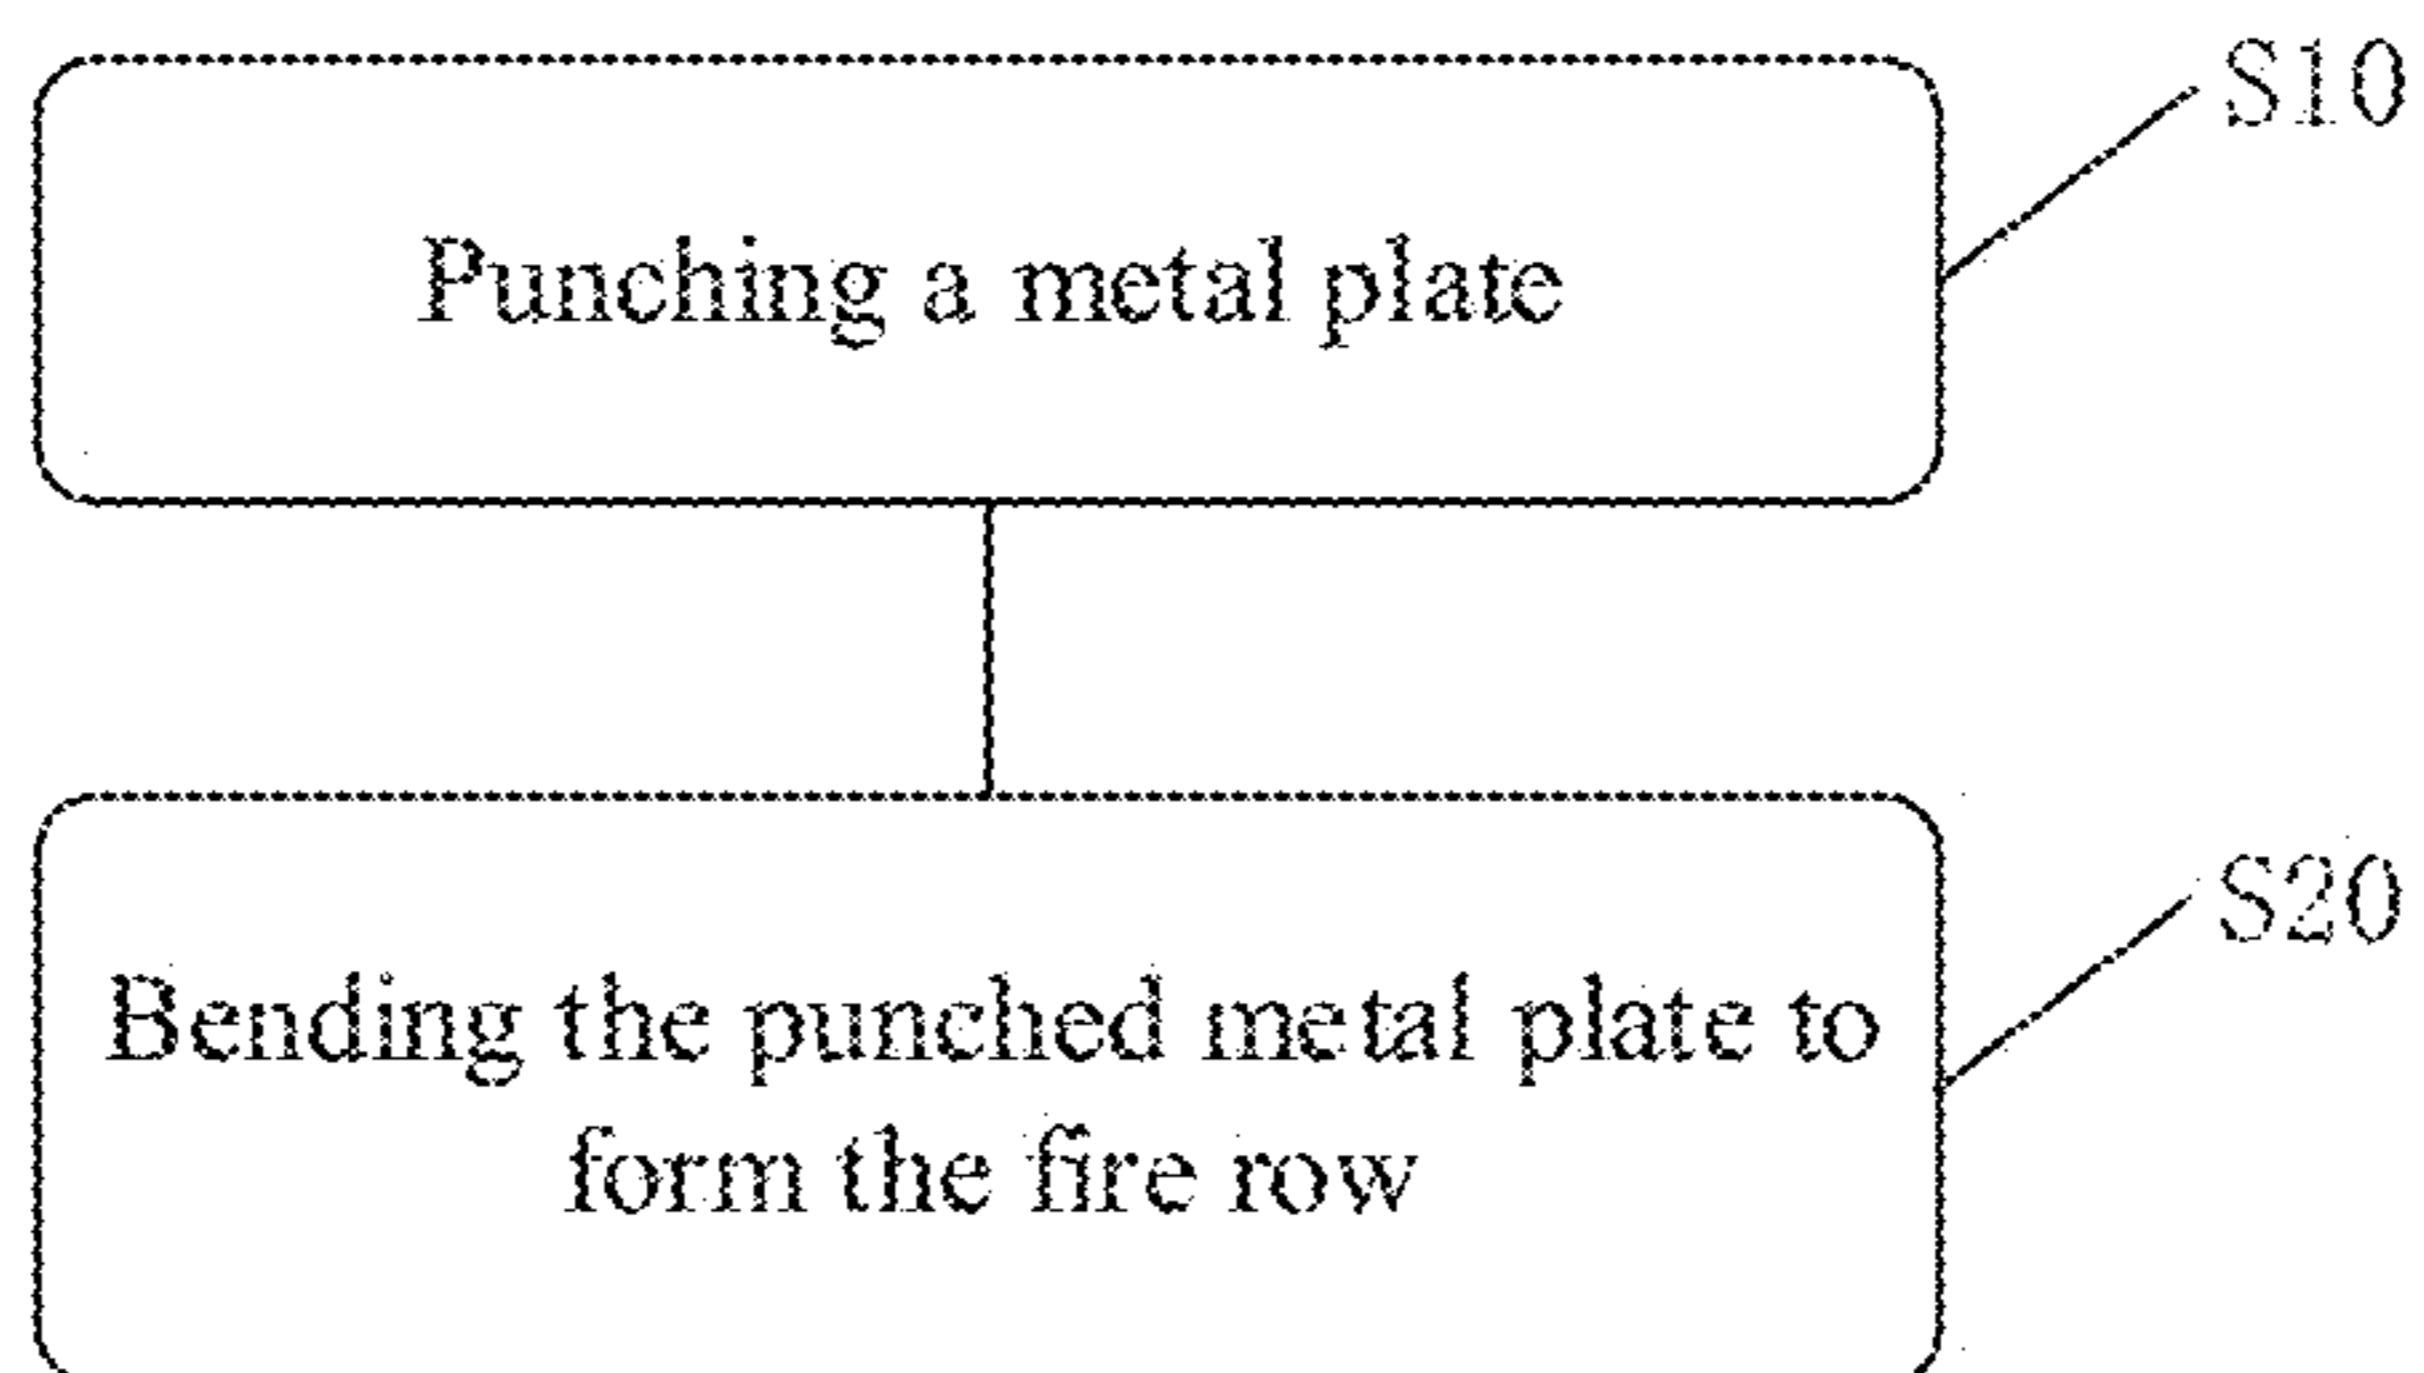 S10
Punching a metal plate
S20
Bending the punched metal plate to
form the fire row